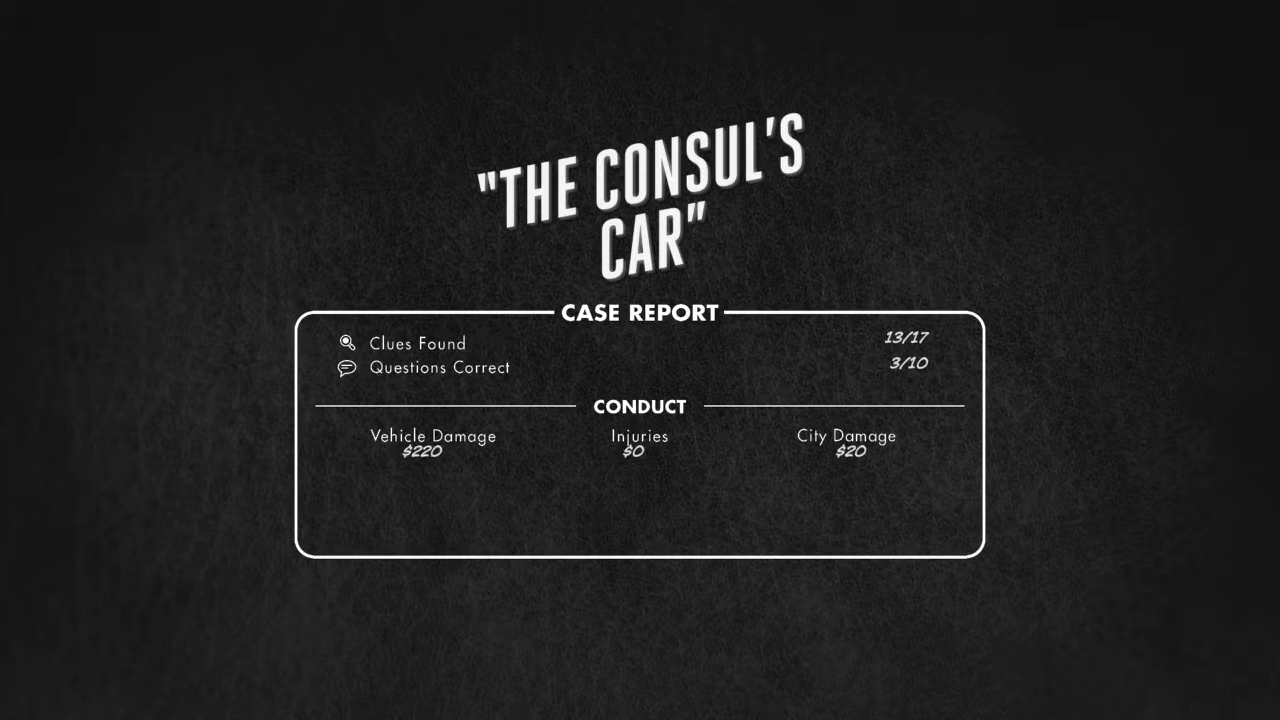 "THE CONSUL'S
CAR"
CASE REPORT
Clues Found 13/17
Questions Correct 3/10
CONDUCT
Vehicle Damage Injuries City Damage
$220 $0 $20